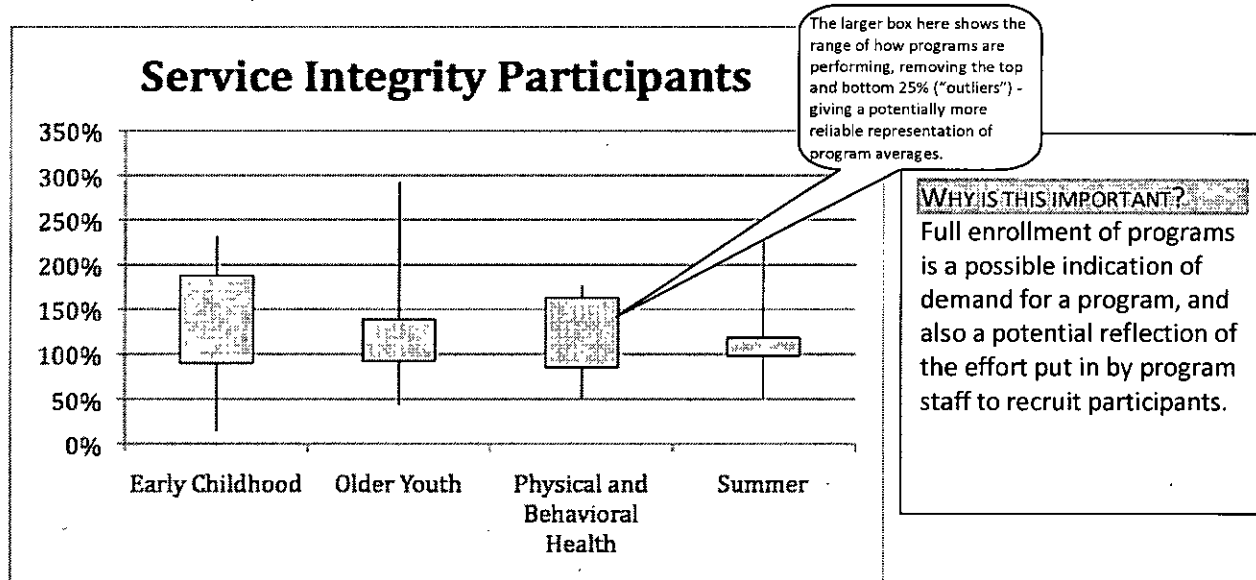 The larger box here shows the
range of how programs are
performing, removing the top
and bottom 25% ("outliers") -
giving a potentially more
reliable representation of
program averages.
Service Integrity Participants
350%
300%
250%
200%
150%
100%
50%
0%
Early Childhood
Older Youth
Physical and
Behavioral
Health
Summer
WHY IS THIS IMPORTANT?
Full enrollment of programs
is a possible indication of
demand for a program, and
also a potential reflection of
the effort put in by program
staff to recruit participants.